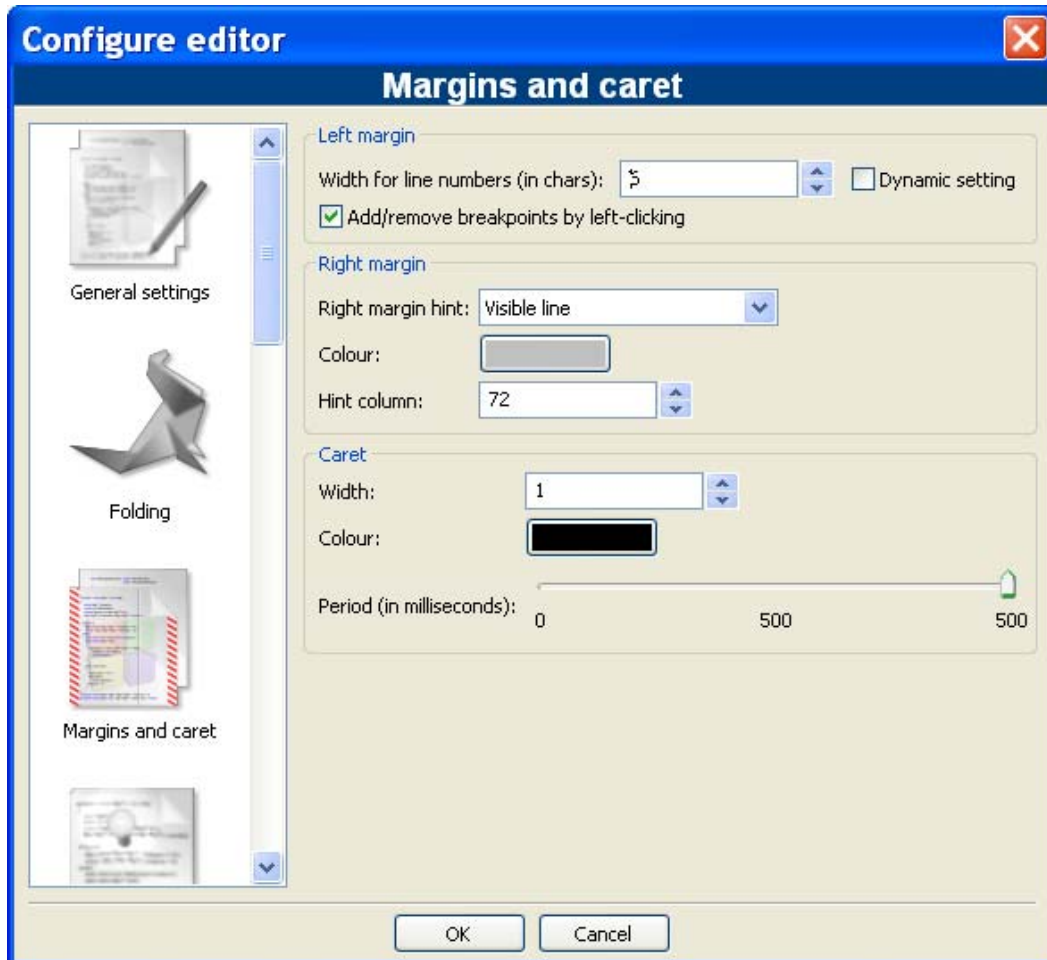 Configure editor
Margins and caret
General settings
Folding
Margins and caret
Left margin
Width for line numbers (in chars): Dynamic setting
Add/remove breakpoints by left-clicking
Right margin
Right margin hint: Visible line
Colour:
Hint column: 72
Caret
Width: 1
Colour:
Period (in milliseconds):
0 500 500
OK Cancel